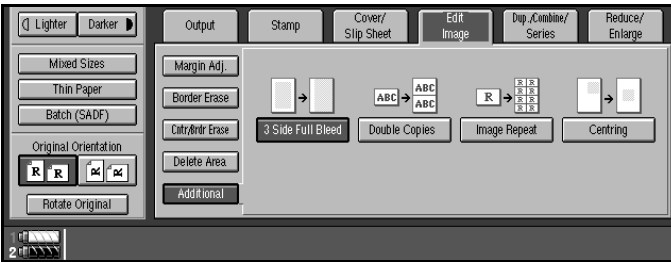 Lighter Darker
Output
Stamp
Cover/
Slip Sheet
Edit
Image
Dup./Combine/
Series
Reduce/
Enlarge
Mixed Sizes
Thin Paper
Batch (SADF)
Original Orientation
R R R R
Rotate Original
Margin Adj.
Border Erase
Cntr/Brdr Erase
Delete Area
Additional
ABC ABC
ABC
R R R
R R
R R
R R
3 Side Full Bleed
Double Copies
Image Repeat
Centring
1
2